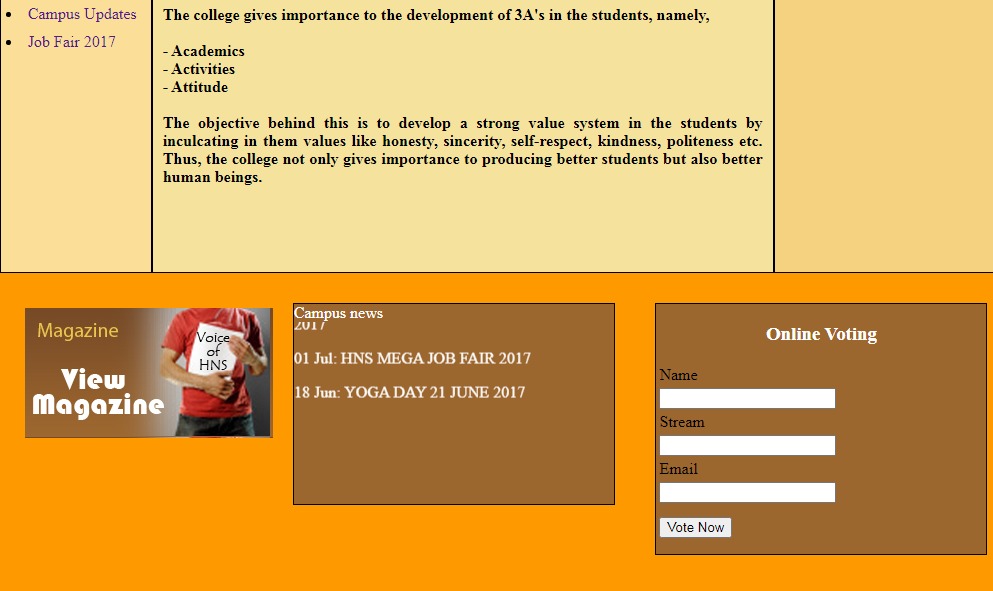 Campus Updates
Job Fair 2017
The college gives importance to the development of 3A's in the students, namely,
- Academics
- Activities
- Attitude
The objective behind this is to develop a strong value system in the students by
inculcating in them values like honesty, sincerity, self-respect, kindness, politeness etc.
Thus, the college not only gives importance to producing better students but also better
human beings.
Magazine
View
Magazine
Voice
of
HNS
Campus news
2017
01 Jul: HNS MEGA JOB FAIR 2017
18 Jun: YOGA DAY 21 JUNE 2017
Online Voting
Name
Stream
Email
Vote Now